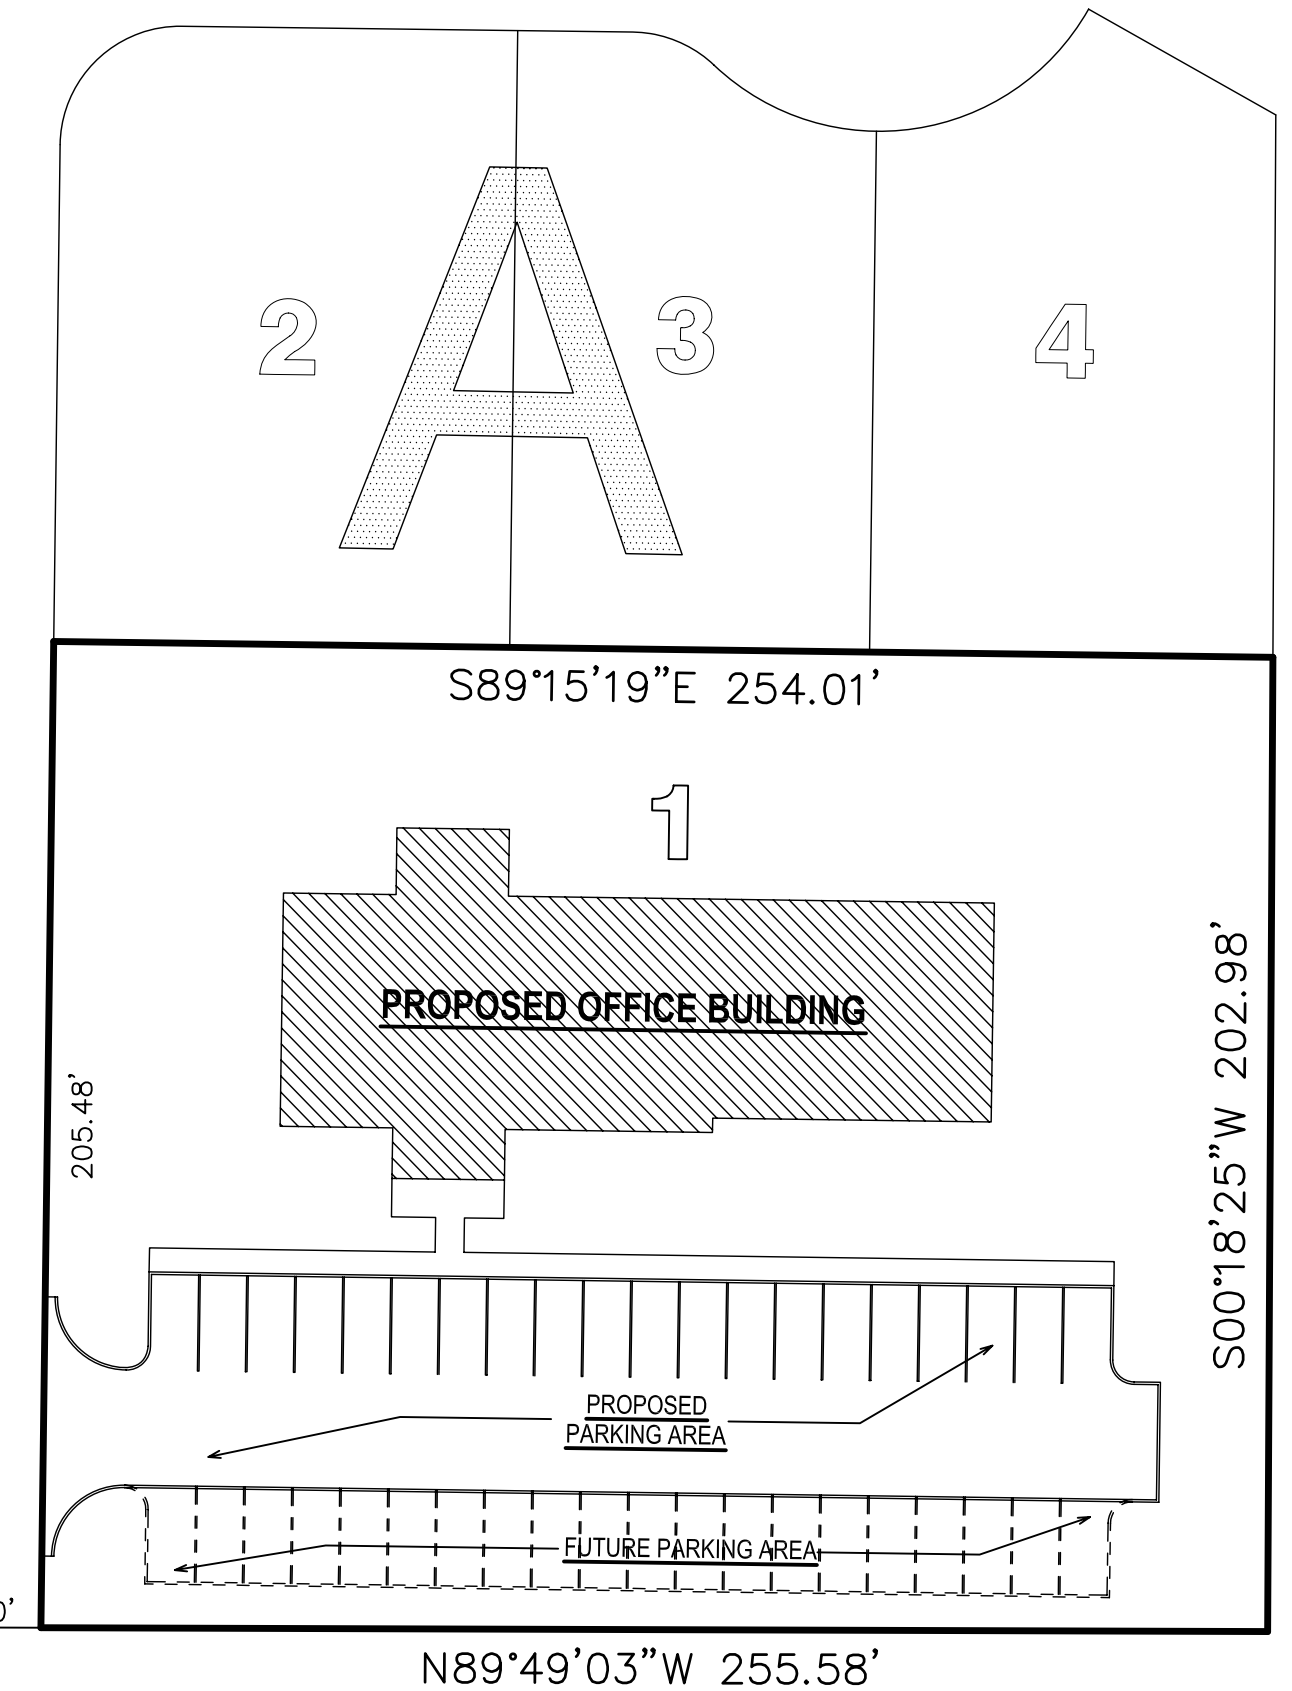 A
2
3
4
S89°15'19"E 254.01'
1
PROPOSED OFFICE BUILDING
205.48'
S00°18'25"W 202.98'
PROPOSED
PARKING AREA
FUTURE PARKING AREA
0'
N89°49'03"W 255.58'